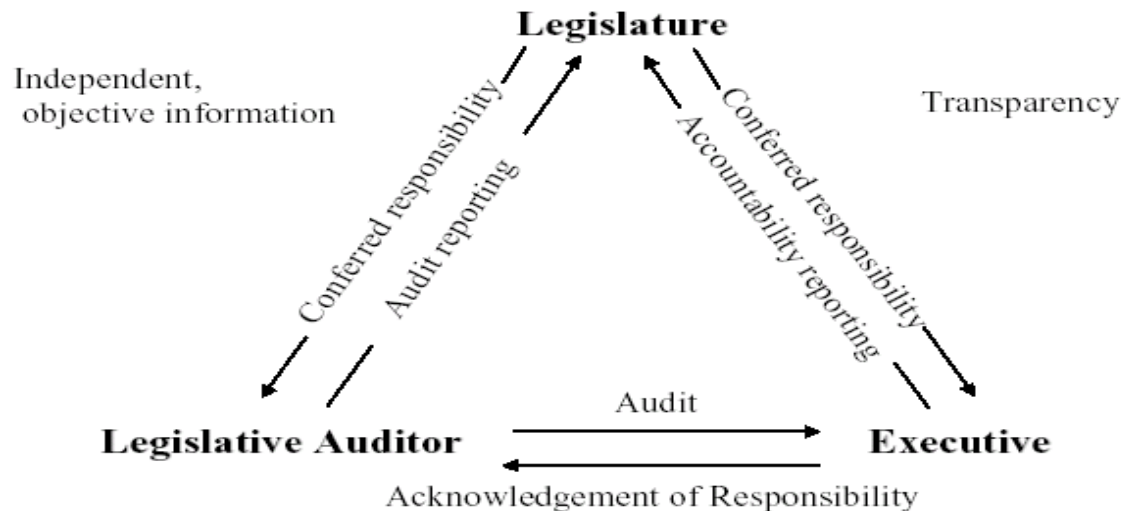 Legislature
Independent,
objective information
Transparency
Conferred responsibility
Audit reporting
Accountability reporting
Conferred responsibility
Audit
Legislative Auditor
Executive
Acknowledgement of Responsibility